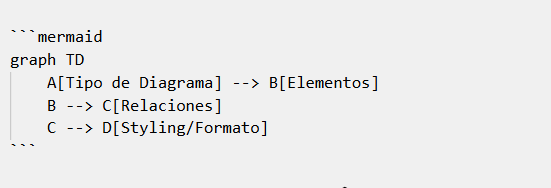 ```mermaid
graph TD
    A[Tipo de Diagrama] --> B[Elementos]
    B --> C[Relaciones]
    C --> D[Styling/Formato]
```